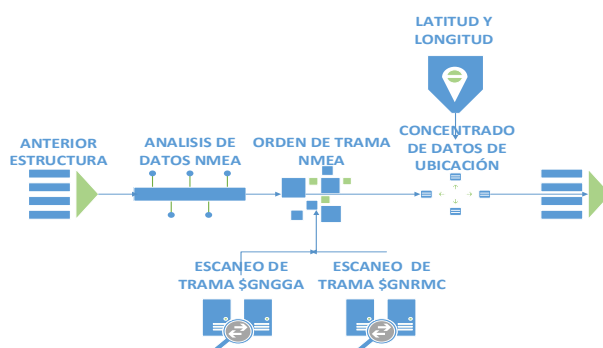 LATITUD Y
LONGITUD
ANTERIOR
ESTRUCTURA
ANALISIS DE
DATOS NMEA
ORDEN DE TRAMA
NMEA
CONCENTRADO
DE DATOS DE
UBICACIÓN
ESCANEO DE
TRAMA $GNGGA
ESCANEO DE
TRAMA $GNRMC